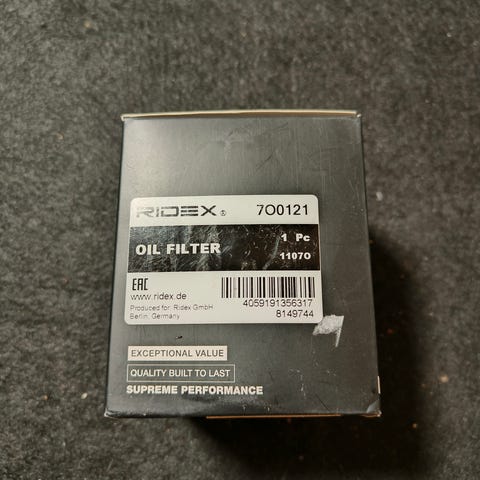 RIDEX® 7O0121
OIL FILTER
1 Pc
1107O
EAC
www.ridex.de
Produced for: Ridex GmbH
Berlin, Germany
4059191356317
8149744
EXCEPTIONAL VALUE
QUALITY BUILT TO LAST
SUPREME PERFORMANCE